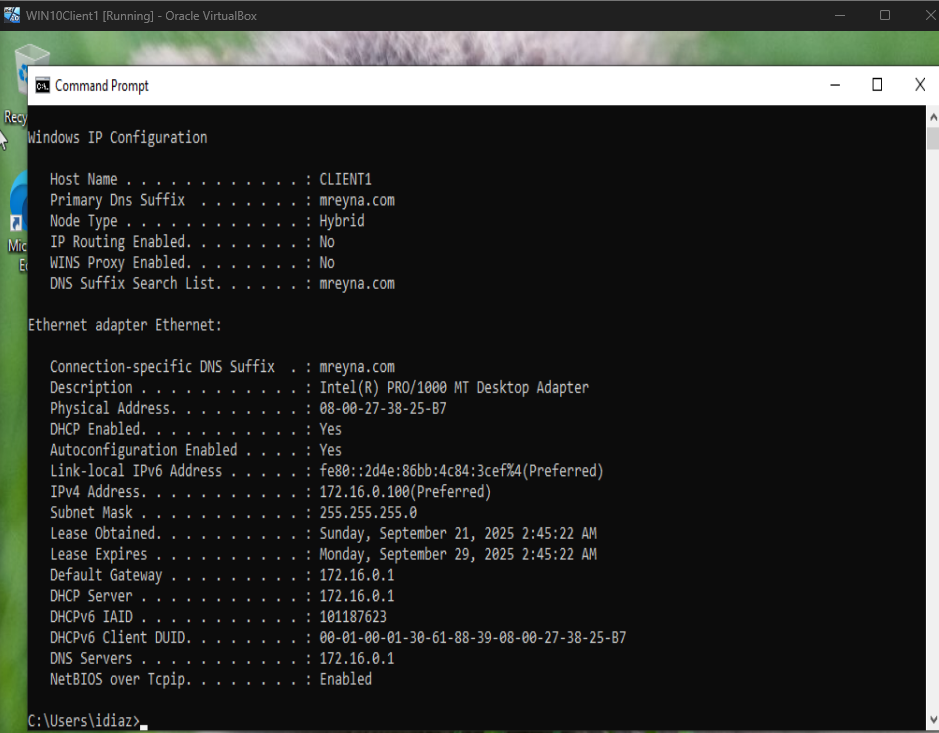 WIN10Client1 [Running] - Oracle VirtualBox
Command Prompt
Recy
Mic
E
Windows IP Configuration
Host Name . . . . . . . . . . . . : CLIENT1
Primary Dns Suffix  . . . . . . . : mreyna.com
Node Type . . . . . . . . . . . . : Hybrid
IP Routing Enabled. . . . . . . . : No
WINS Proxy Enabled. . . . . . . . : No
DNS Suffix Search List. . . . . . : mreyna.com
Ethernet adapter Ethernet:
Connection-specific DNS Suffix  . : mreyna.com
Description . . . . . . . . . . . : Intel(R) PRO/1000 MT Desktop Adapter
Physical Address. . . . . . . . . : 08-00-27-38-25-B7
DHCP Enabled. . . . . . . . . . . : Yes
Autoconfiguration Enabled . . . . : Yes
Link-local IPv6 Address . . . . . : fe80::2d4e:86bb:4c84:3cef%4(Preferred)
IPv4 Address. . . . . . . . . . . : 172.16.0.100(Preferred)
Subnet Mask . . . . . . . . . . . : 255.255.255.0
Lease Obtained. . . . . . . . . . : Sunday, September 21, 2025 2:45:22 AM
Lease Expires . . . . . . . . . . : Monday, September 29, 2025 2:45:22 AM
Default Gateway . . . . . . . . . : 172.16.0.1
DHCP Server . . . . . . . . . . . : 172.16.0.1
DHCPv6 IAID . . . . . . . . . . . : 101187623
DHCPv6 Client DUID. . . . . . . . : 00-01-00-01-30-61-88-39-08-00-27-38-25-B7
DNS Servers . . . . . . . . . . . : 172.16.0.1
NetBIOS over Tcpip. . . . . . . . : Enabled
C:\Users\idiaz>